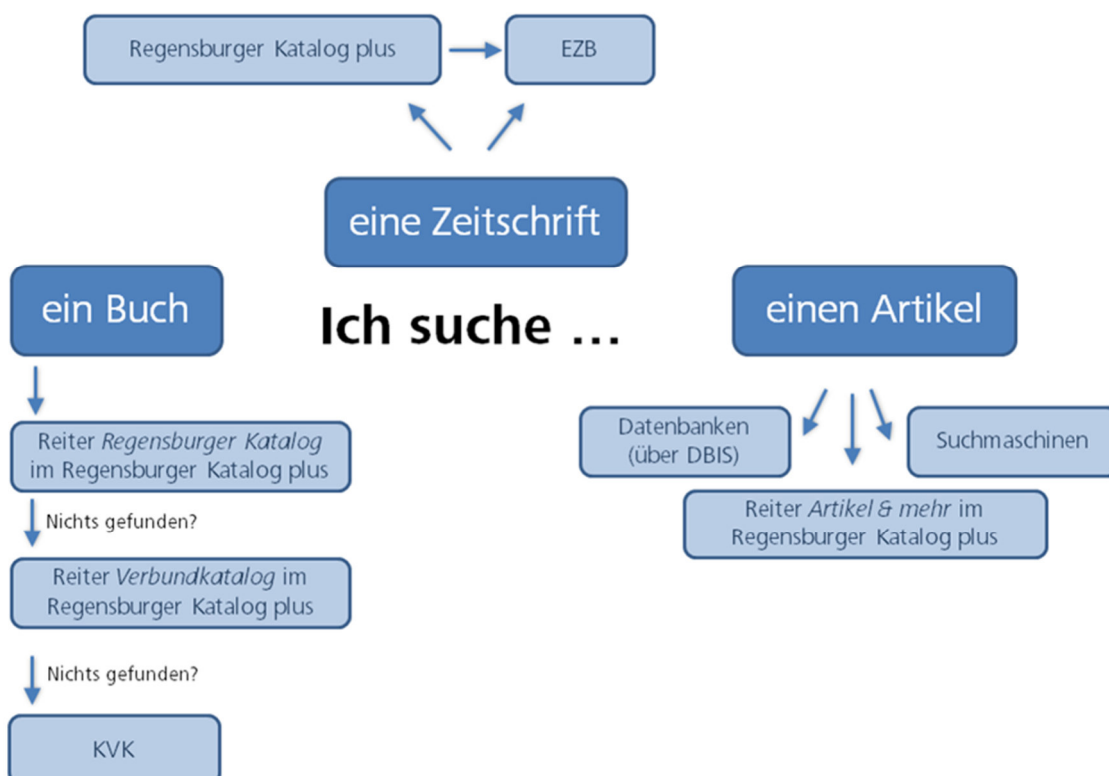 Regensburger Katalog plus
EZB
eine Zeitschrift
ein Buch
Ich suche ...
einen Artikel
Reiter Regensburger Katalog
im Regensburger Katalog plus
Nichts gefunden?
Reiter Verbundkatalog im
Regensburger Katalog plus
Nichts gefunden?
KVK
Datenbanken
(über DBIS)
Suchmaschinen
Reiter Artikel & mehr im
Regensburger Katalog plus